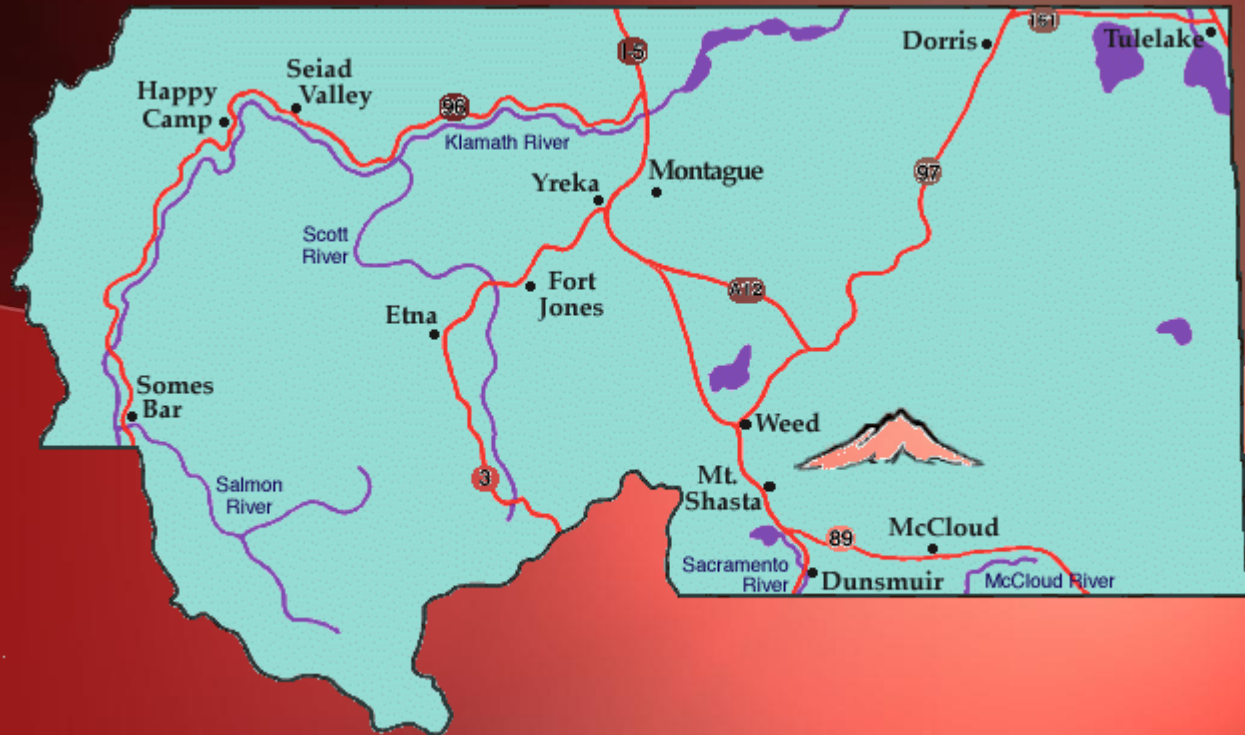 I-5
161
Dorris
Tulelake
Seiad
Valley
Happy
Camp
96
Klamath River
97
Montague
Yreka
Scott
River
A12
Fort
Jones
Etna
Somes
Bar
Weed
3
Mt.
Shasta
Salmon
River
89
McCloud
Sacramento
River
Dunsmuir
McCloud River